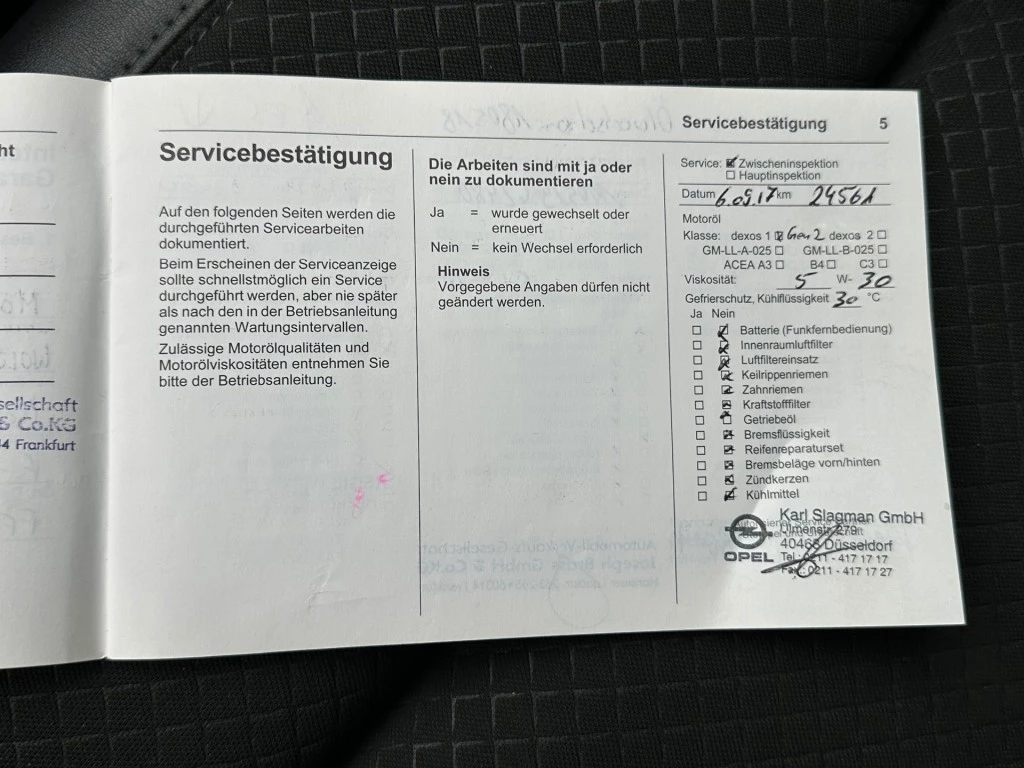 ht
sellschaft
& Co.KG
4 Frankfurt
Servicebestätigung 5
Servicebestätigung
Auf den folgenden Seiten werden die
durchgeführten Servicearbeiten
dokumentiert.
Beim Erscheinen der Serviceanzeige
sollte schnellstmöglich ein Service
durchgeführt werden, aber nie später
als nach den in der Betriebsanleitung
genannten Wartungsintervallen.
Zulässige Motorölqualitäten und
Motorölviskositäten entnehmen Sie
bitte der Betriebsanleitung.
Die Arbeiten sind mit ja oder
nein zu dokumentieren
Ja = wurde gewechselt oder
erneuert
Nein = kein Wechsel erforderlich
Hinweis
Vorgegebene Angaben dürfen nicht
geändert werden.
Service: Zwischeninspektion
Hauptinspektion
Datum 6.09.17 km 24561
Motoröl
Klasse: dexos 1 Gen 2 dexos 2
GM-LL-A-025 GM-LL-B-025
ACEA A3 B4 C3
Viskosität: 5 W- 30
Gefrierschutz, Kühlflüssigkeit 30 °C
Ja Nein
Batterie (Funkfernbedienung)
Innenraumluftfilter
Luftfiltereinsatz
Keilrippenriemen
Zahnriemen
Kraftstofffilter
Getriebeöl
Bremsflüssigkeit
Reifenreparaturset
Bremsbeläge vorn/hinten
Zündkerzen
Kühlmittel
Karl Slagman GmbH
Ulmenstr. 279
40468 Düsseldorf
OPEL Tel.: 0211 - 417 17 17
Fax: 0211 - 417 17 27